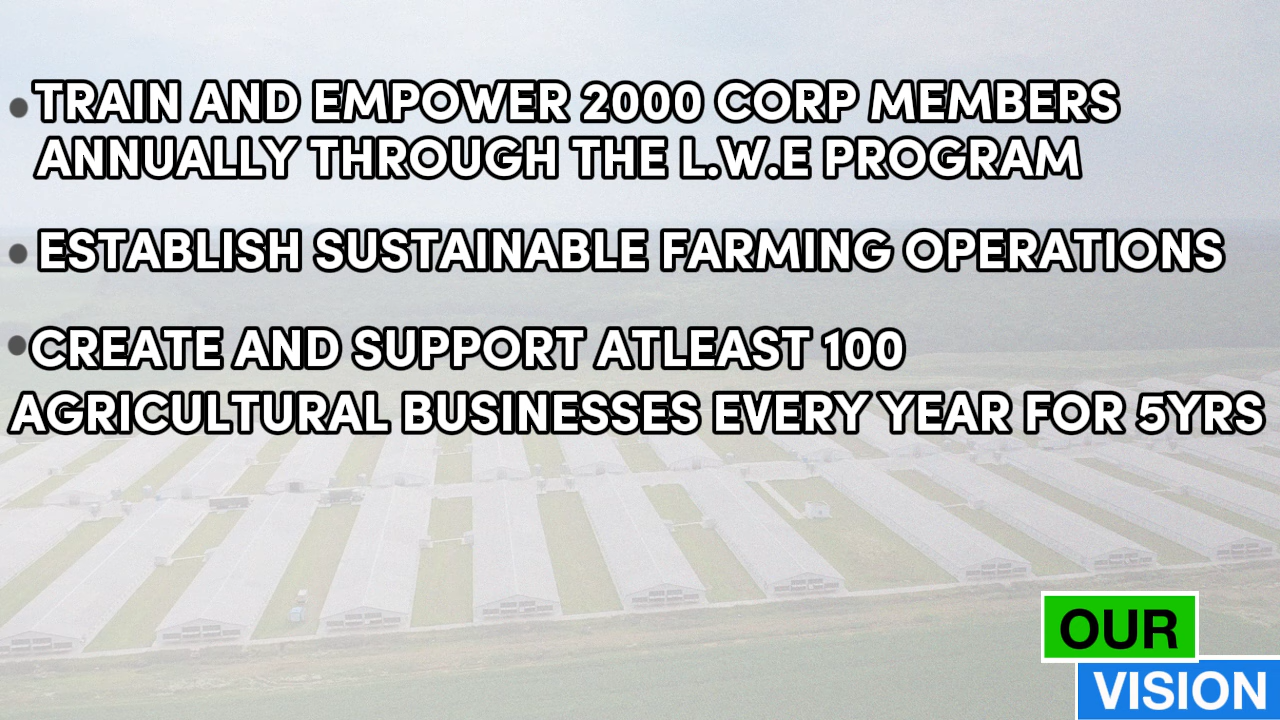 • TRAIN AND EMPOWER 2000 CORP MEMBERS
ANNUALLY THROUGH THE L.W.E PROGRAM
• ESTABLISH SUSTAINABLE FARMING OPERATIONS
• CREATE AND SUPPORT ATLEAST 100
AGRICULTURAL BUSINESSES EVERY YEAR FOR 5YRS
OUR
VISION